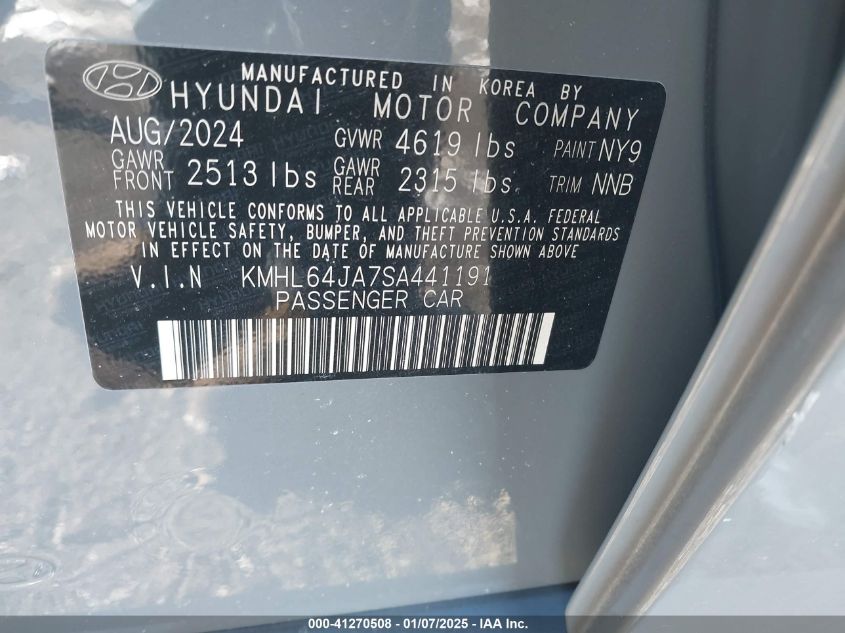 MANUFACTURED IN KOREA BY
HYUNDAI MOTOR COMPANY
AUG/2024 GVWR 4619 lbs PAINT NY9
GAWR FRONT 2513 lbs GAWR REAR 2315 lbs TRIM NNB
THIS VEHICLE CONFORMS TO ALL APPLICABLE U.S.A. FEDERAL
MOTOR VEHICLE SAFETY, BUMPER, AND THEFT PREVENTION STANDARDS
IN EFFECT ON THE DATE OF MANUFACTURE SHOWN ABOVE
V.I.N KMHL64JA7SA441191
PASSENGER CAR
000-41270508 - 01/07/2025 - IAA, Inc.